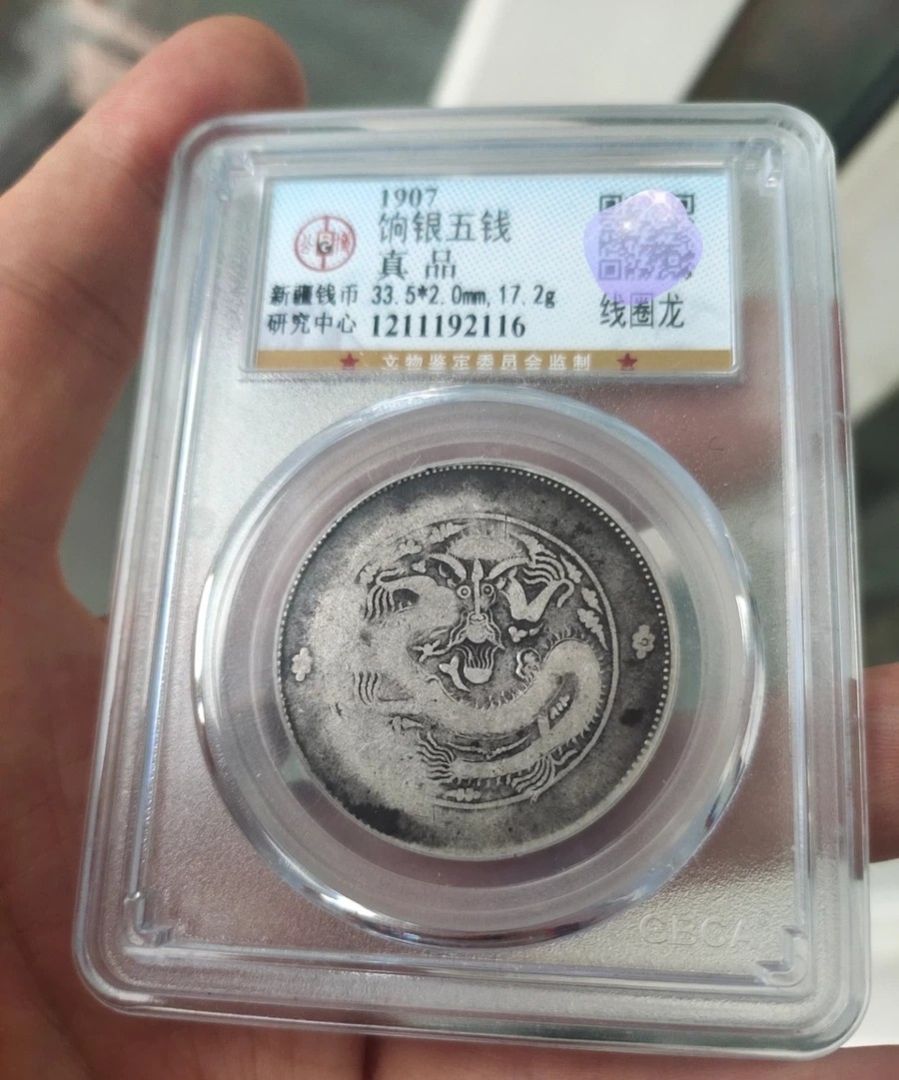 1907
饷银五钱
真品
新疆钱币 33.5*2.0mm,17.2g
研究中心 1211192116
线圈龙
★ 文物鉴定委员会监制 ★
GBCA